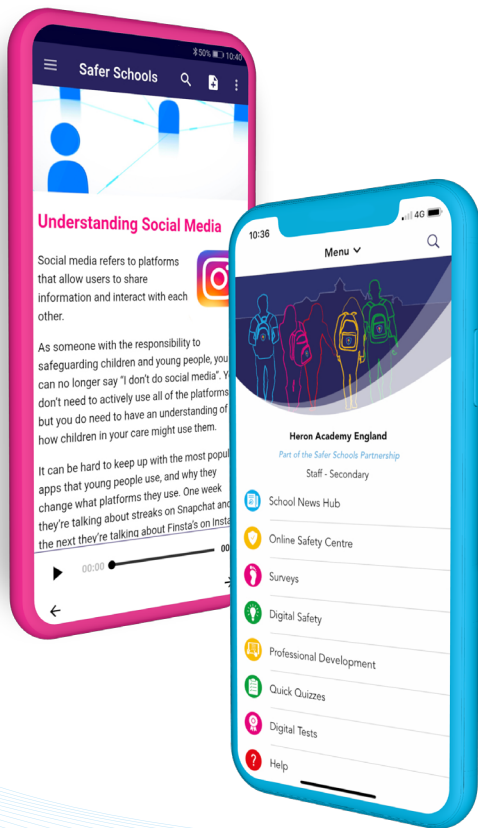 50% 10:40
Safer Schools
Understanding Social Media
Social media refers to platforms
that allow users to share
information and interact with each
other.
As someone with the responsibility to
safeguarding children and young people, you
can no longer say "I don't do social media".
don't need to actively use all of the platforms
but you do need to have an understanding of
how children in your care might use them.
It can be hard to keep up with the most
apps that young people use, and why they
change what platforms they use. One week
they're talking about streaks on Snapchat and
the next they're talking about Finsta's on
00:00
10:36
4G
Menu
Heron Academy England
Part of the Safer Schools Partnership
Staff - Secondary
School News Hub
Online Safety Centre
Surveys
Digital Safety
Professional Development
Quick Quizzes
Digital Tests
? Help